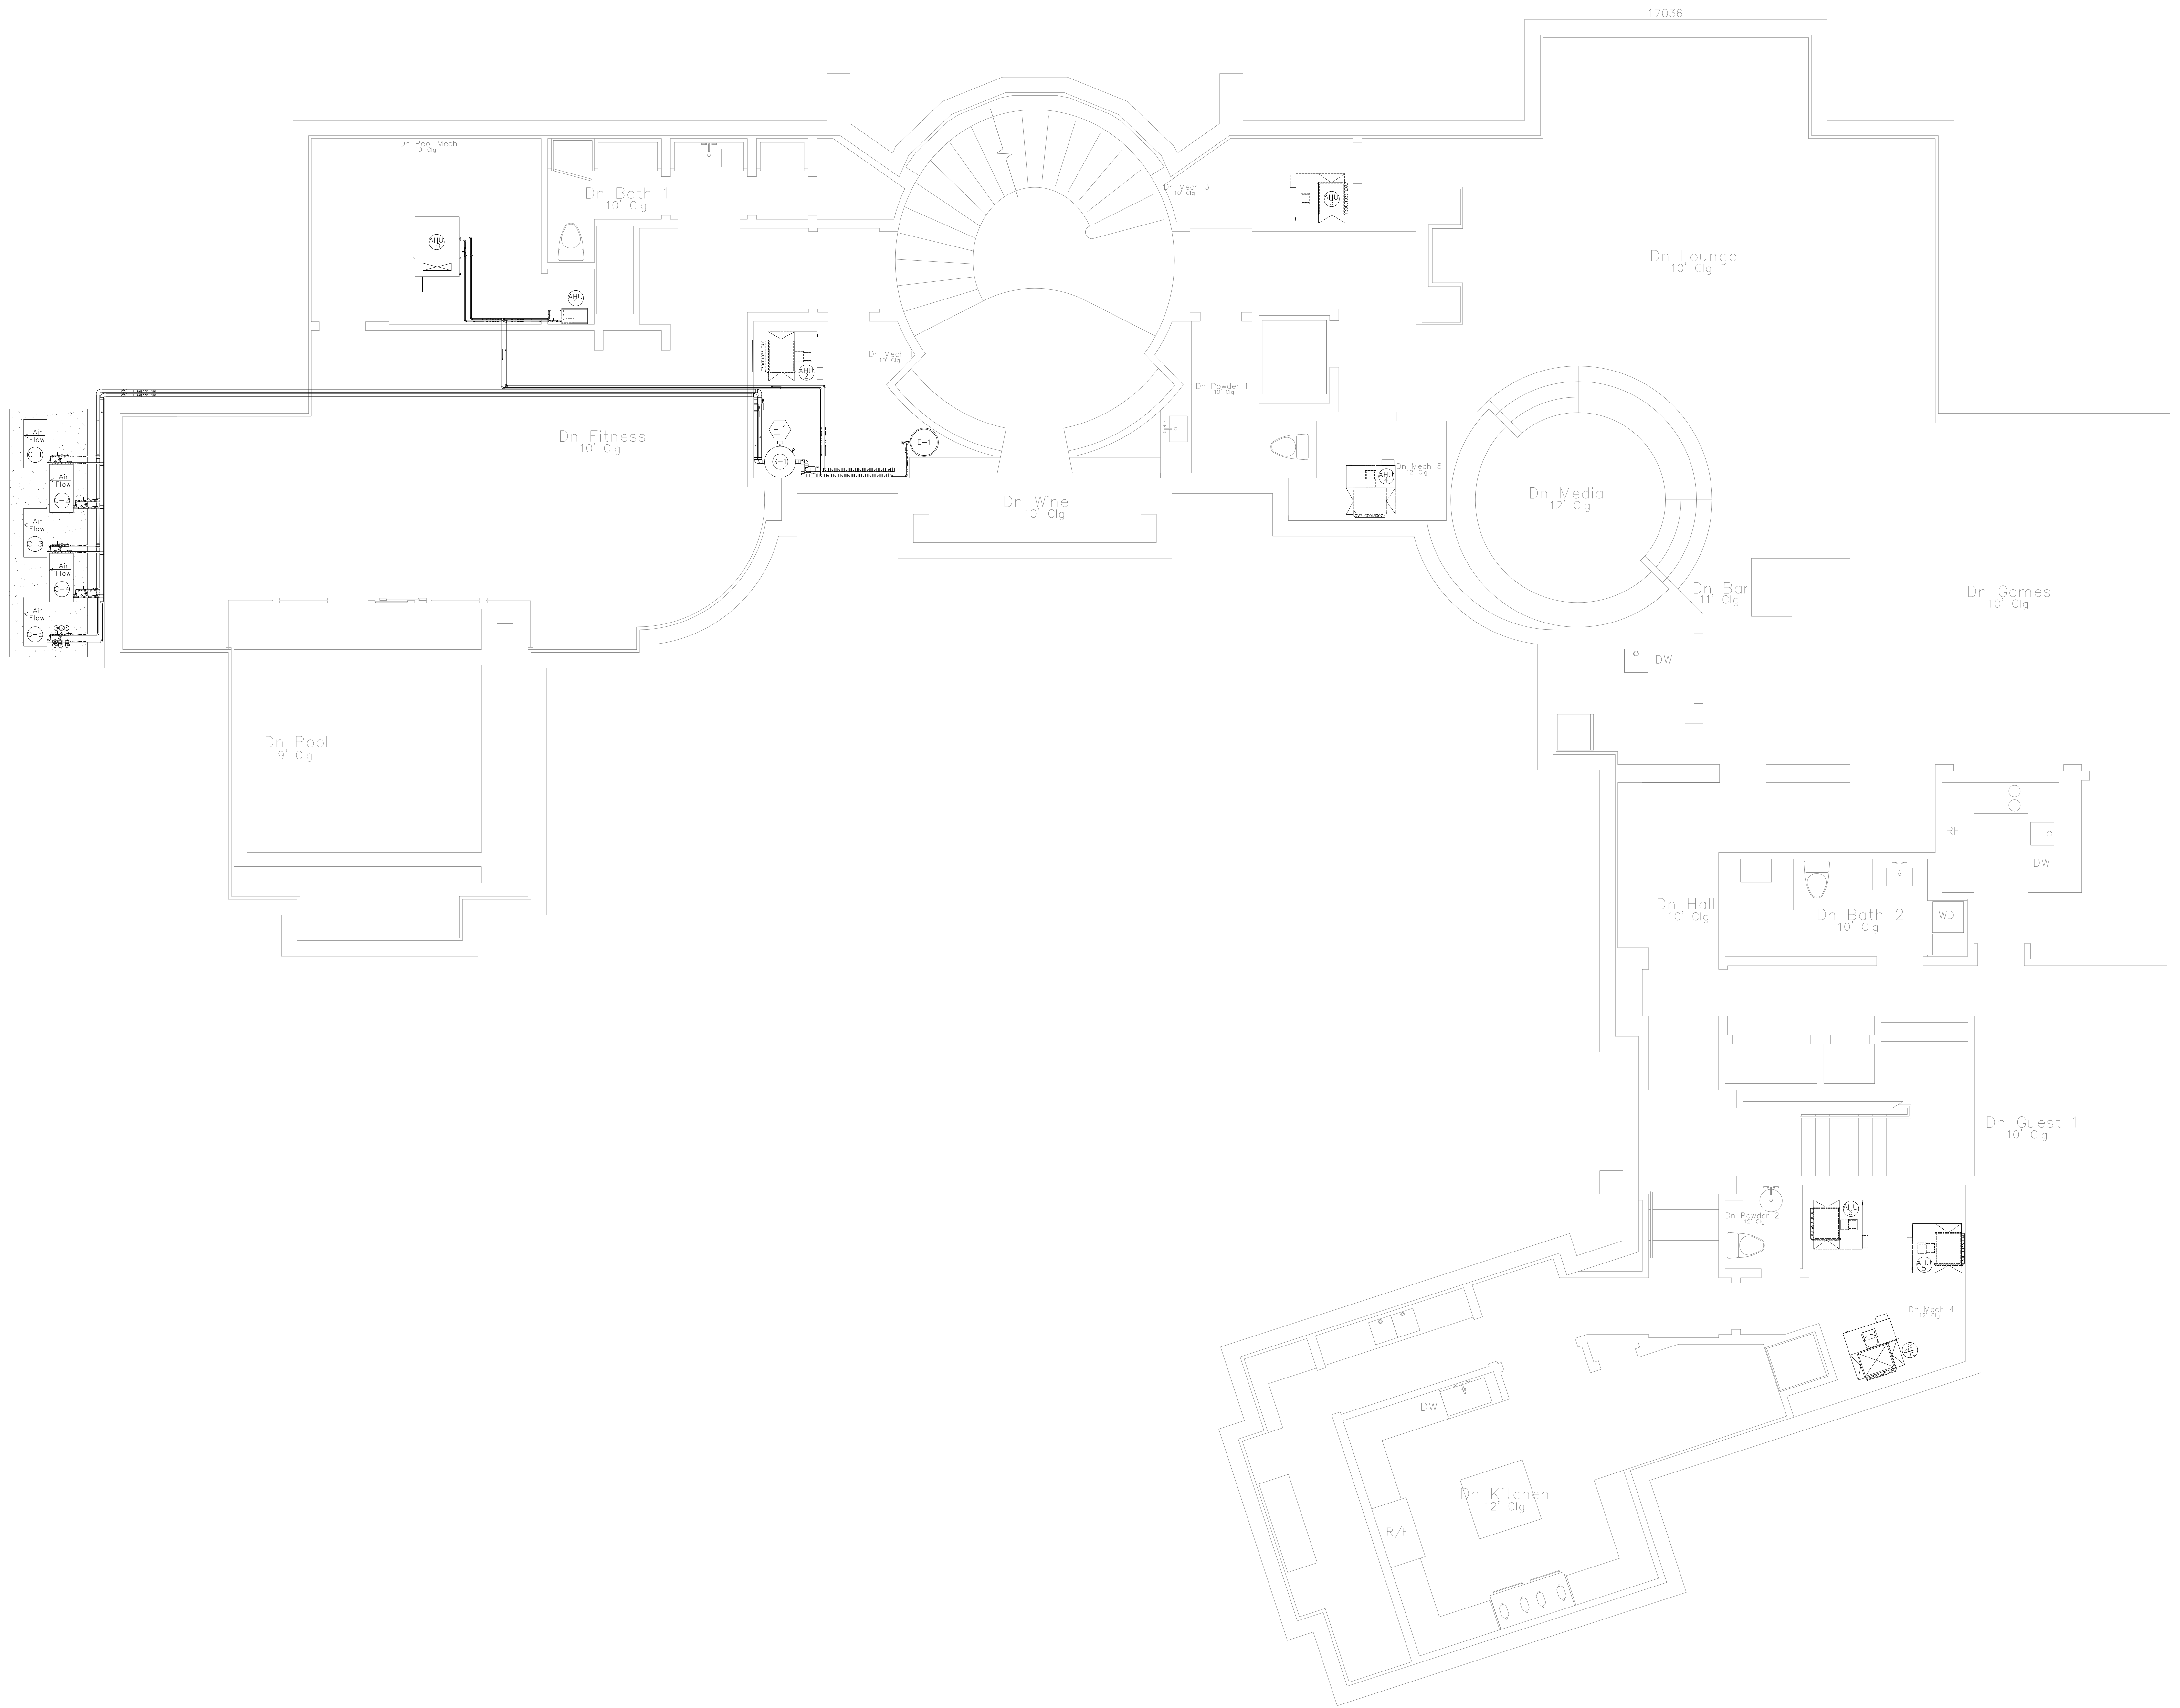 17036
Dn Pool Mech
10' Clg
Dn Bath 1
10' Clg
Dn Mech 3
10' Clg
AHU
3
AHU
10
Dn Lounge
10' Clg
AHU
1
Dn Mech 1
10' Clg
AHU
2
Dn Powder 1
10' Clg
Air
Flow
C-1
Dn Fitness
10' Clg
E1
E-1
S-1
Dn Mech 5
12' Clg
AHU
4
Air
Flow
C-2
Dn Wine
10' Clg
Dn Media
12' Clg
Air
Flow
C-3
Air
Flow
C-4
Dn Bar
11' Clg
Dn Games
10' Clg
Air
Flow
C-5
DW
Dn Pool
9' Clg
RF
DW
Dn Hall
10' Clg
Dn Bath 2
10' Clg
WD
Dn Guest 1
10' Clg
Dn Powder 2
12' Clg
AHU
6
AHU
5
Dn Mech 4
12' Clg
DW
Dn Kitchen
12' Clg
R/F